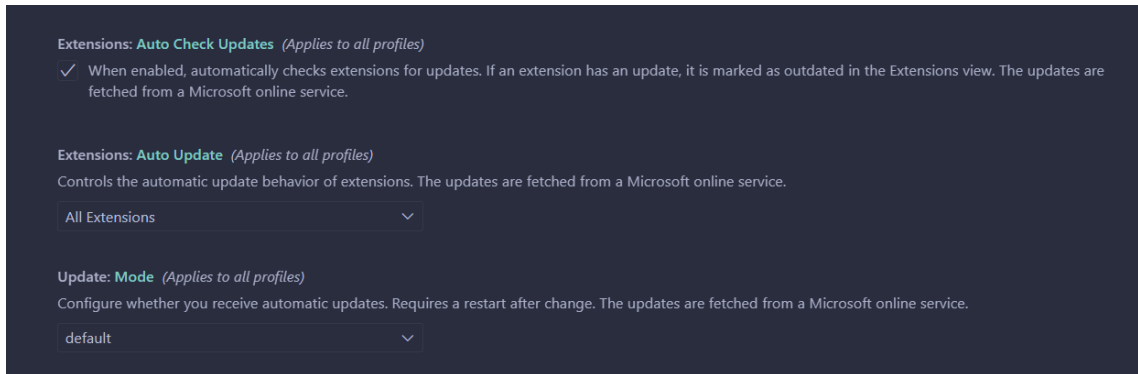 Extensions: Auto Check Updates (Applies to all profiles)
When enabled, automatically checks extensions for updates. If an extension has an update, it is marked as outdated in the Extensions view. The updates are
fetched from a Microsoft online service.
Extensions: Auto Update (Applies to all profiles)
Controls the automatic update behavior of extensions. The updates are fetched from a Microsoft online service.
All Extensions
Update: Mode (Applies to all profiles)
Configure whether you receive automatic updates. Requires a restart after change. The updates are fetched from a Microsoft online service.
default